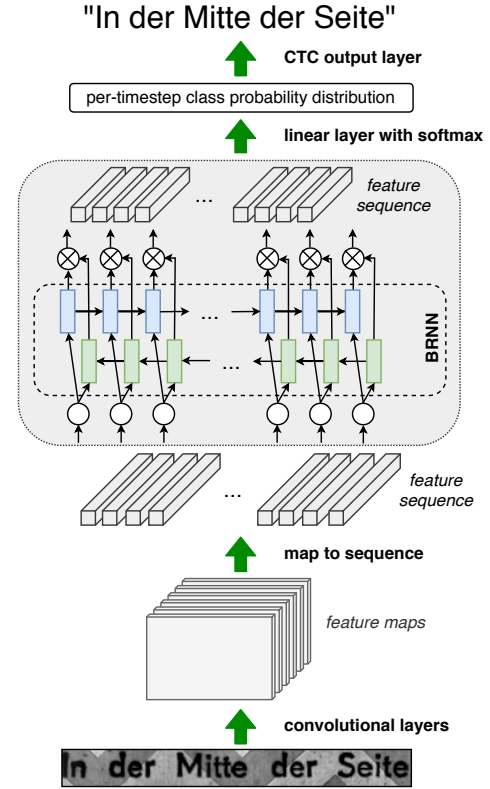 "In der Mitte der Seite"
CTC output layer
per-timestep class probability distribution
linear layer with softmax
feature
sequence
...
BRNN
...
...
feature
sequence
...
map to sequence
feature maps
convolutional layers
In der Mitte der Seite